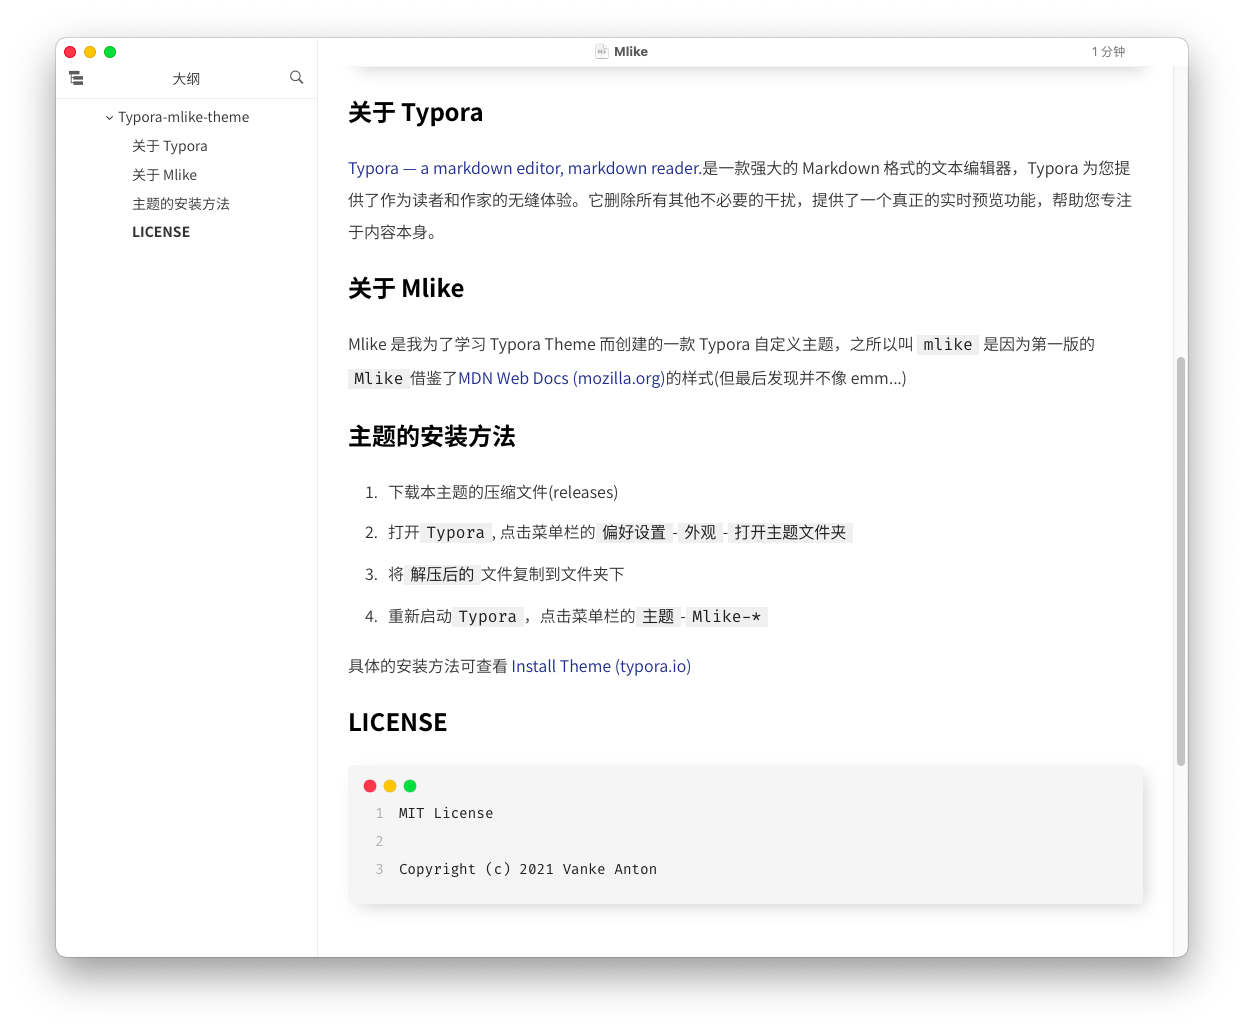 Mlike
1 分钟
大纲
Typora-mlike-theme
关于 Typora
关于 Mlike
主题的安装方法
LICENSE
关于 Typora
Typora — a markdown editor, markdown reader.是一款强大的 Markdown 格式的文本编辑器，Typora 为您提
供了作为读者和作家的无缝体验。它删除所有其他不必要的干扰，提供了一个真正的实时预览功能，帮助您专注
于内容本身。
关于 Mlike
Mlike 是我为了学习 Typora Theme 而创建的一款 Typora 自定义主题，之所以叫 mlike 是因为第一版的
Mlike 借鉴了MDN Web Docs (mozilla.org)的样式(但最后发现并不像 emm...)
主题的安装方法
1. 下载本主题的压缩文件(releases)
2. 打开 Typora , 点击菜单栏的 偏好设置 - 外观 - 打开主题文件夹
3. 将 解压后的 文件复制到文件夹下
4. 重新启动 Typora ，点击菜单栏的 主题 - Mlike-*
具体的安装方法可查看 Install Theme (typora.io)
LICENSE
1 MIT License
2
3 Copyright (c) 2021 Vanke Anton